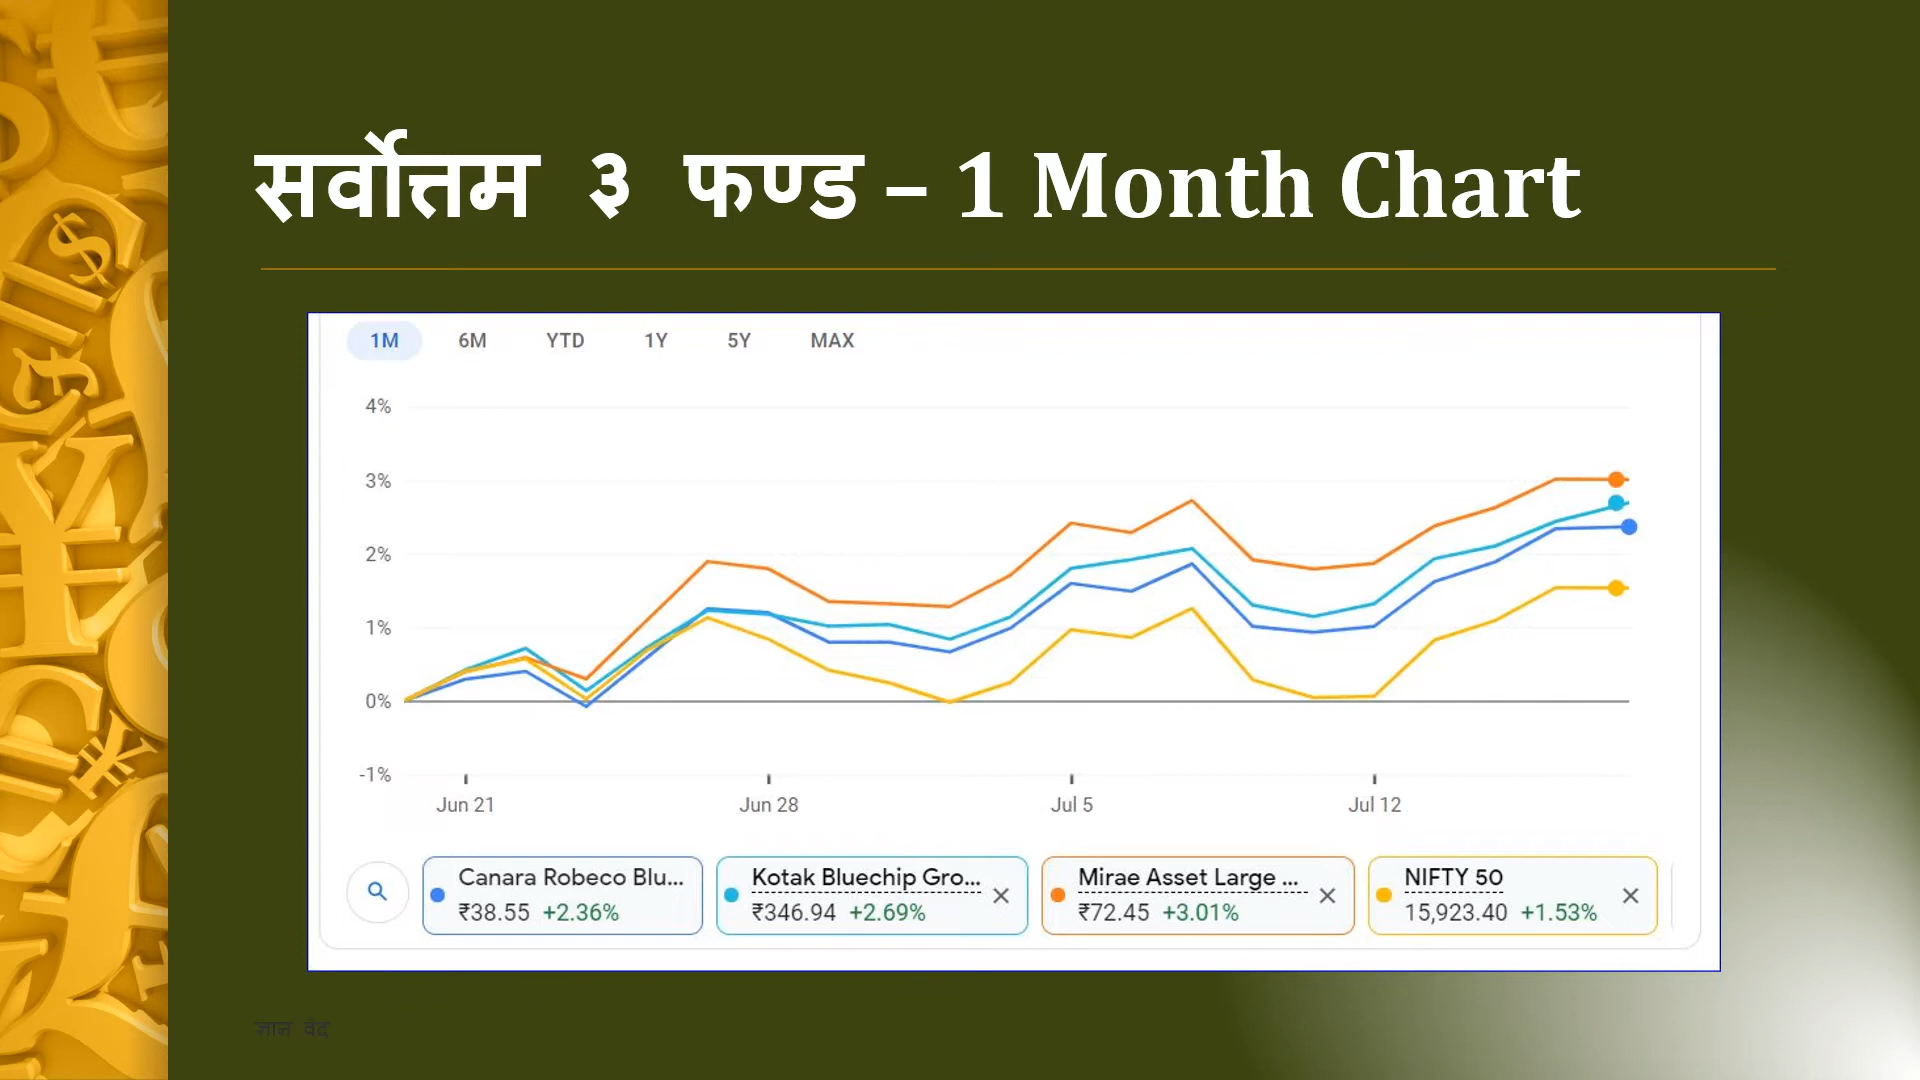 सर्वोत्तम ३ फण्ड – 1 Month Chart
1M 6M YTD 1Y 5Y MAX
4%
3%
2%
1%
0%
-1%
Jun 21 Jun 28 Jul 5 Jul 12
Canara Robeco Blu... Kotak Bluechip Gro... Mirae Asset Large ... NIFTY 50
₹38.55 +2.36% ₹346.94 +2.69% ₹72.45 +3.01% 15,923.40 +1.53%
ज्ञान वेद